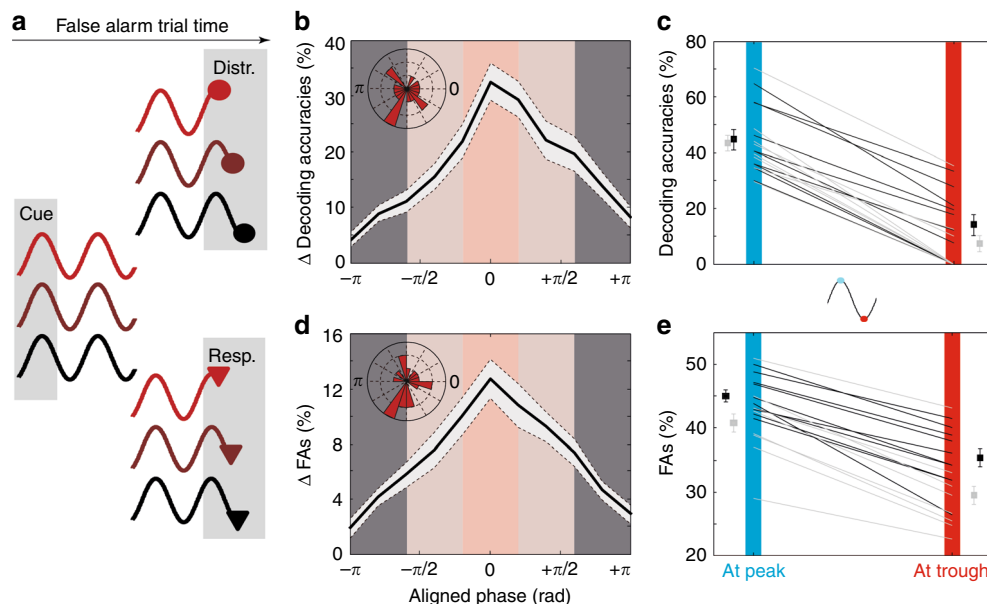 a
False alarm trial time
Distr.
Cue
Resp.
b
Δ Decoding accuracies (%)
40
30
20
10
0
π
0
−π
−π/2
0
+π/2
+π
c
Decoding accuracies (%)
80
60
40
20
0
d
Δ FAs (%)
16
12
8
4
0
π
0
−π
−π/2
0
+π/2
+π
Aligned phase (rad)
e
FAs (%)
50
40
30
20
At peak
At trough